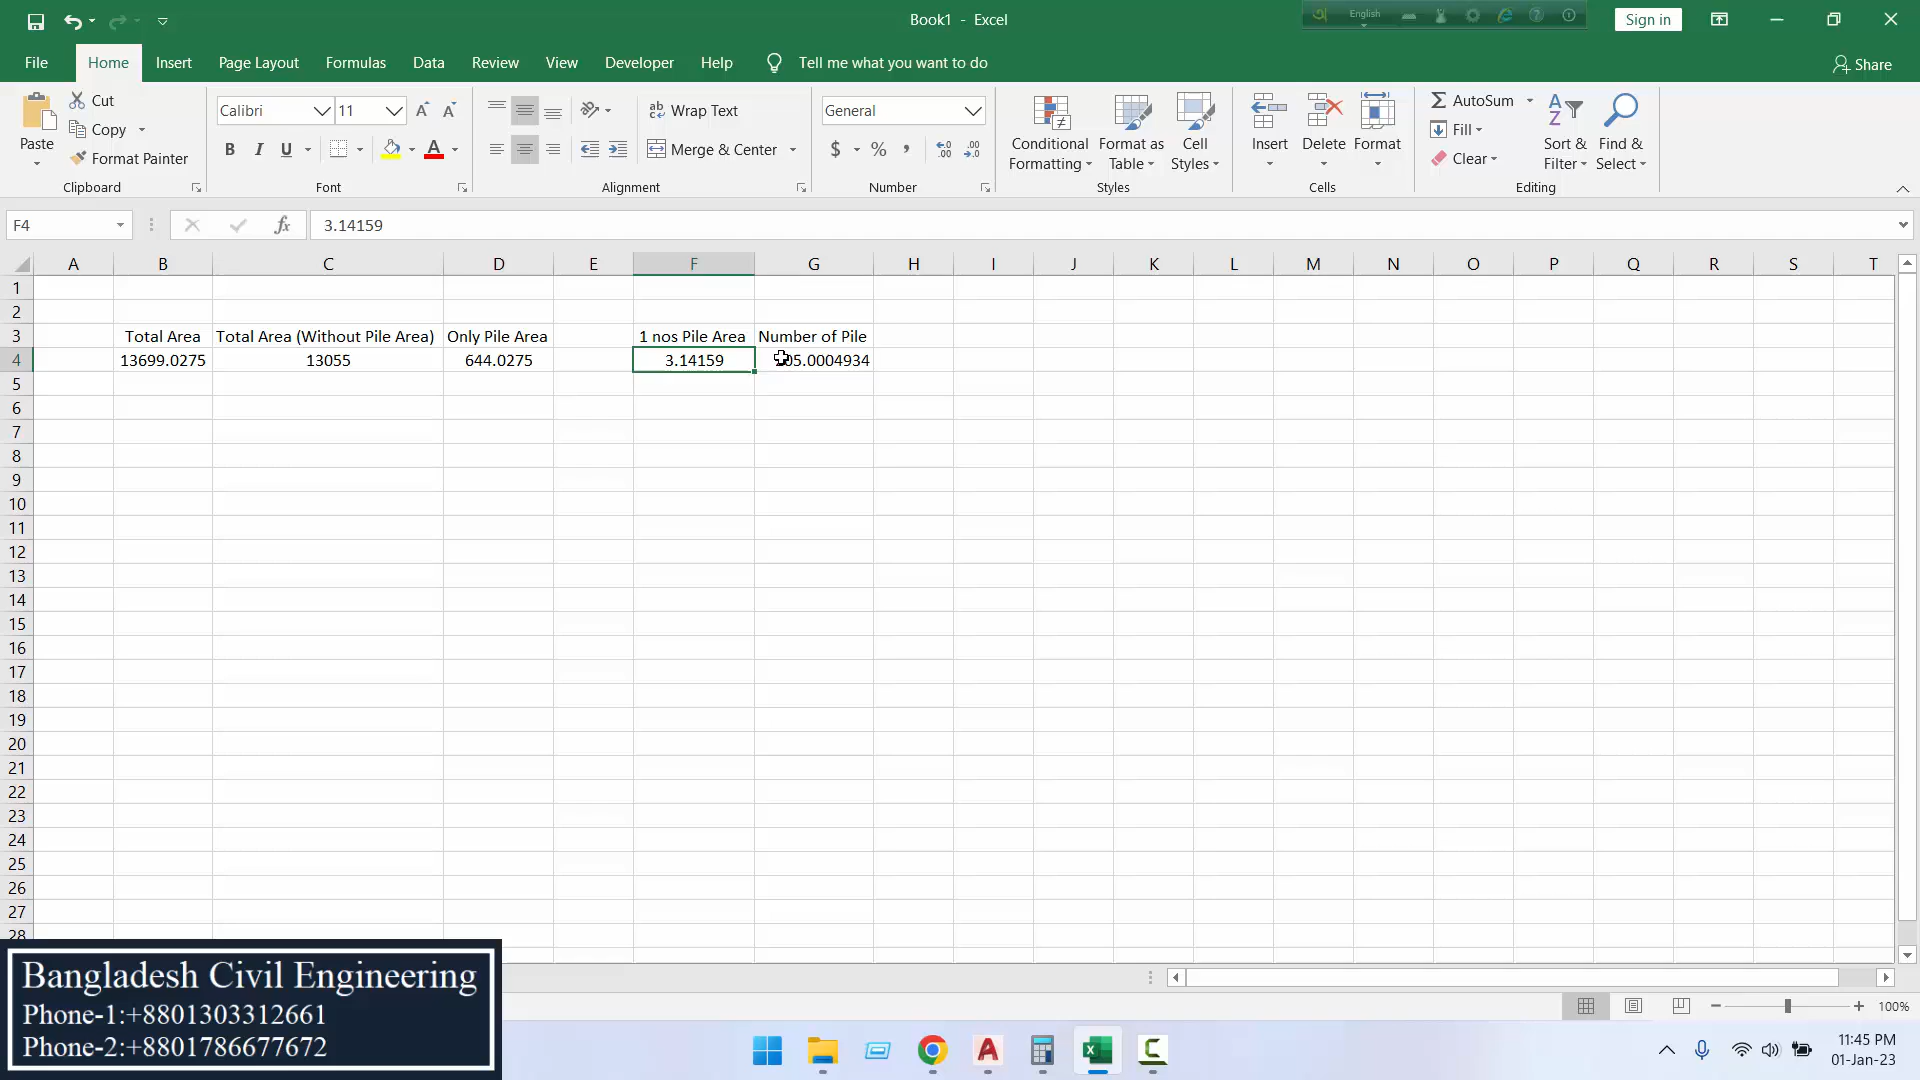 Book1 - Excel
English
Sign in
File Home Insert Page Layout Formulas Data Review View Developer Help Tell me what you want to do Share
Cut
Copy
Format Painter
Paste
Clipboard
Calibri 11
B I U
Font
Wrap Text
Merge & Center
Alignment
General
$ % ,
Number
Conditional Formatting
Format as Table
Cell Styles
Styles
Insert
Delete
Format
Cells
AutoSum
Fill
Clear
Sort & Filter
Find & Select
Editing
F4 fx 3.14159
A B C D E F G H I J K L M N O P Q R S T
1
2
3 Total Area Total Area (Without Pile Area) Only Pile Area 1 nos Pile Area Number of Pile
4 13699.0275 13055 644.0275 3.14159
5
6
7
8
9
10
11
12
13
14
15
16
17
18
19
20
21
22
23
24
25
26
27
28
Bangladesh Civil Engineering
Phone-1:+8801303312661
Phone-2:+8801786677672
100%
11:45 PM
01-Jan-23